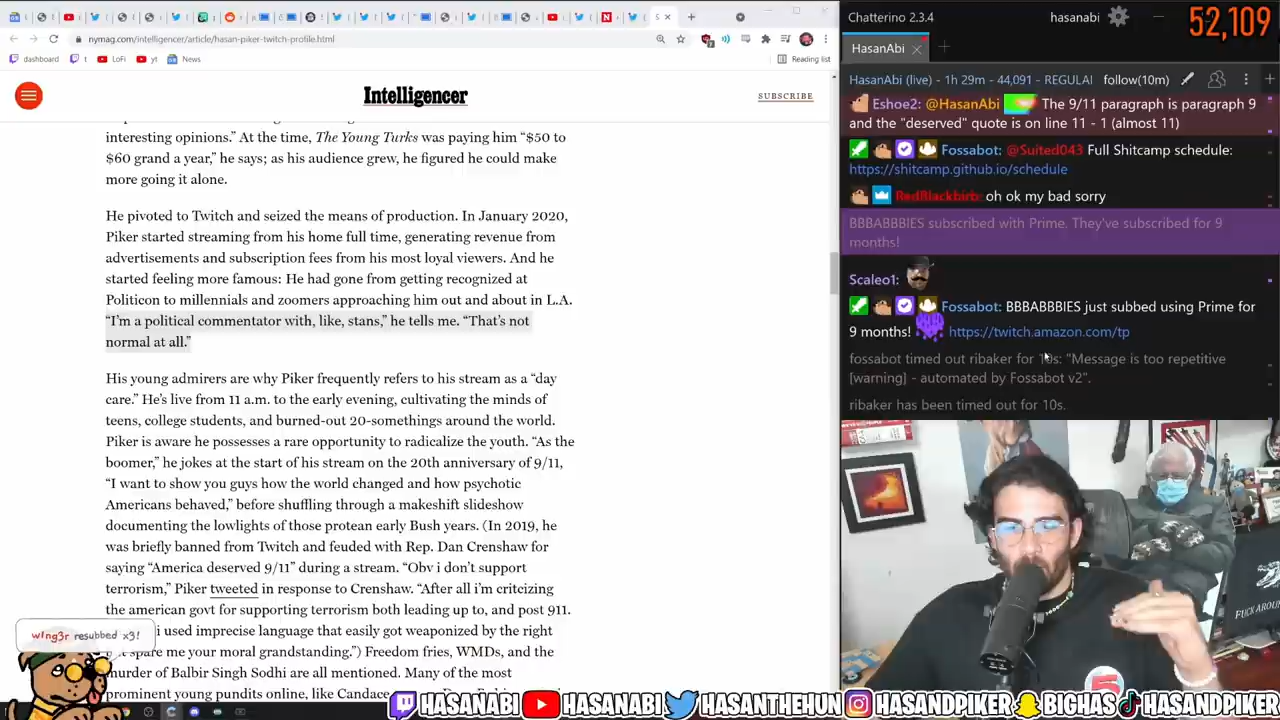 nymag.com/intelligencer/article/hasan-piker-twitch-profile.html
dashboard
t
LoFi
yt
News
Reading list
Intelligencer
SUBSCRIBE
interesting opinions.” At the time, The Young Turks was paying him “$50 to
$60 grand a year,” he says; as his audience grew, he figured he could make
more going it alone.
He pivoted to Twitch and seized the means of production. In January 2020,
Piker started streaming from his home full time, generating revenue from
advertisements and subscription fees from his most loyal viewers. And he
started feeling more famous: He had gone from getting recognized at
Politicon to millennials and zoomers approaching him out and about in L.A.
“I’m a political commentator with, like, stans,” he tells me. “That’s not
normal at all.”
His young admirers are why Piker frequently refers to his stream as a “day
care.” He’s live from 11 a.m. to the early evening, cultivating the minds of
teens, college students, and burned-out 20-somethings around the world.
Piker is aware he possesses a rare opportunity to radicalize the youth. “As the
boomer,” he jokes at the start of his stream on the 20th anniversary of 9/11,
“I want to show you guys how the world changed and how psychotic
Americans behaved,” before shuffling through a makeshift slideshow
documenting the lowlights of those protean early Bush years. (In 2019, he
was briefly banned from Twitch and feuded with Rep. Dan Crenshaw for
saying “America deserved 9/11” during a stream. “Obv i don’t support
terrorism,” Piker tweeted in response to Crenshaw. “After all i’m critcizing
the american govt for supporting terrorism both leading up to, and post 911.
i used imprecise language that easily got weaponized by the right
spare me your moral grandstanding.”) Freedom fries, WMDs, and the
murder of Balbir Singh Sodhi are all mentioned. Many of the most
prominent young pundits online, like Candace
w1ng3r resubbed x3!
Chatterino 2.3.4
hasanabi
52,109
HasanAbi
HasanAbi (live) - 1h 29m - 44,091 - REGULAI
follow(10m)
Eshoe2: @HasanAbi The 9/11 paragraph is paragraph 9
and the "deserved" quote is on line 11 - 1 (almost 11)
Fossabot: @Suited043 Full Shitcamp schedule:
https://shitcamp.github.io/schedule
RedBlackbirb: oh ok my bad sorry
BBBABBBIES subscribed with Prime. They've subscribed for 9
months!
Scaleo1:
Fossabot: BBBABBBIES just subbed using Prime for
9 months! https://twitch.amazon.com/tp
fossabot timed out ribaker for 10s: "Message is too repetitive
[warning] - automated by Fossabot v2".
ribaker has been timed out for 10s.
FUCK AROUND
HASANABI
HASANABI
HASANTHEHUN
HASANDPIKER
BIGHAS
HASANDPIKER